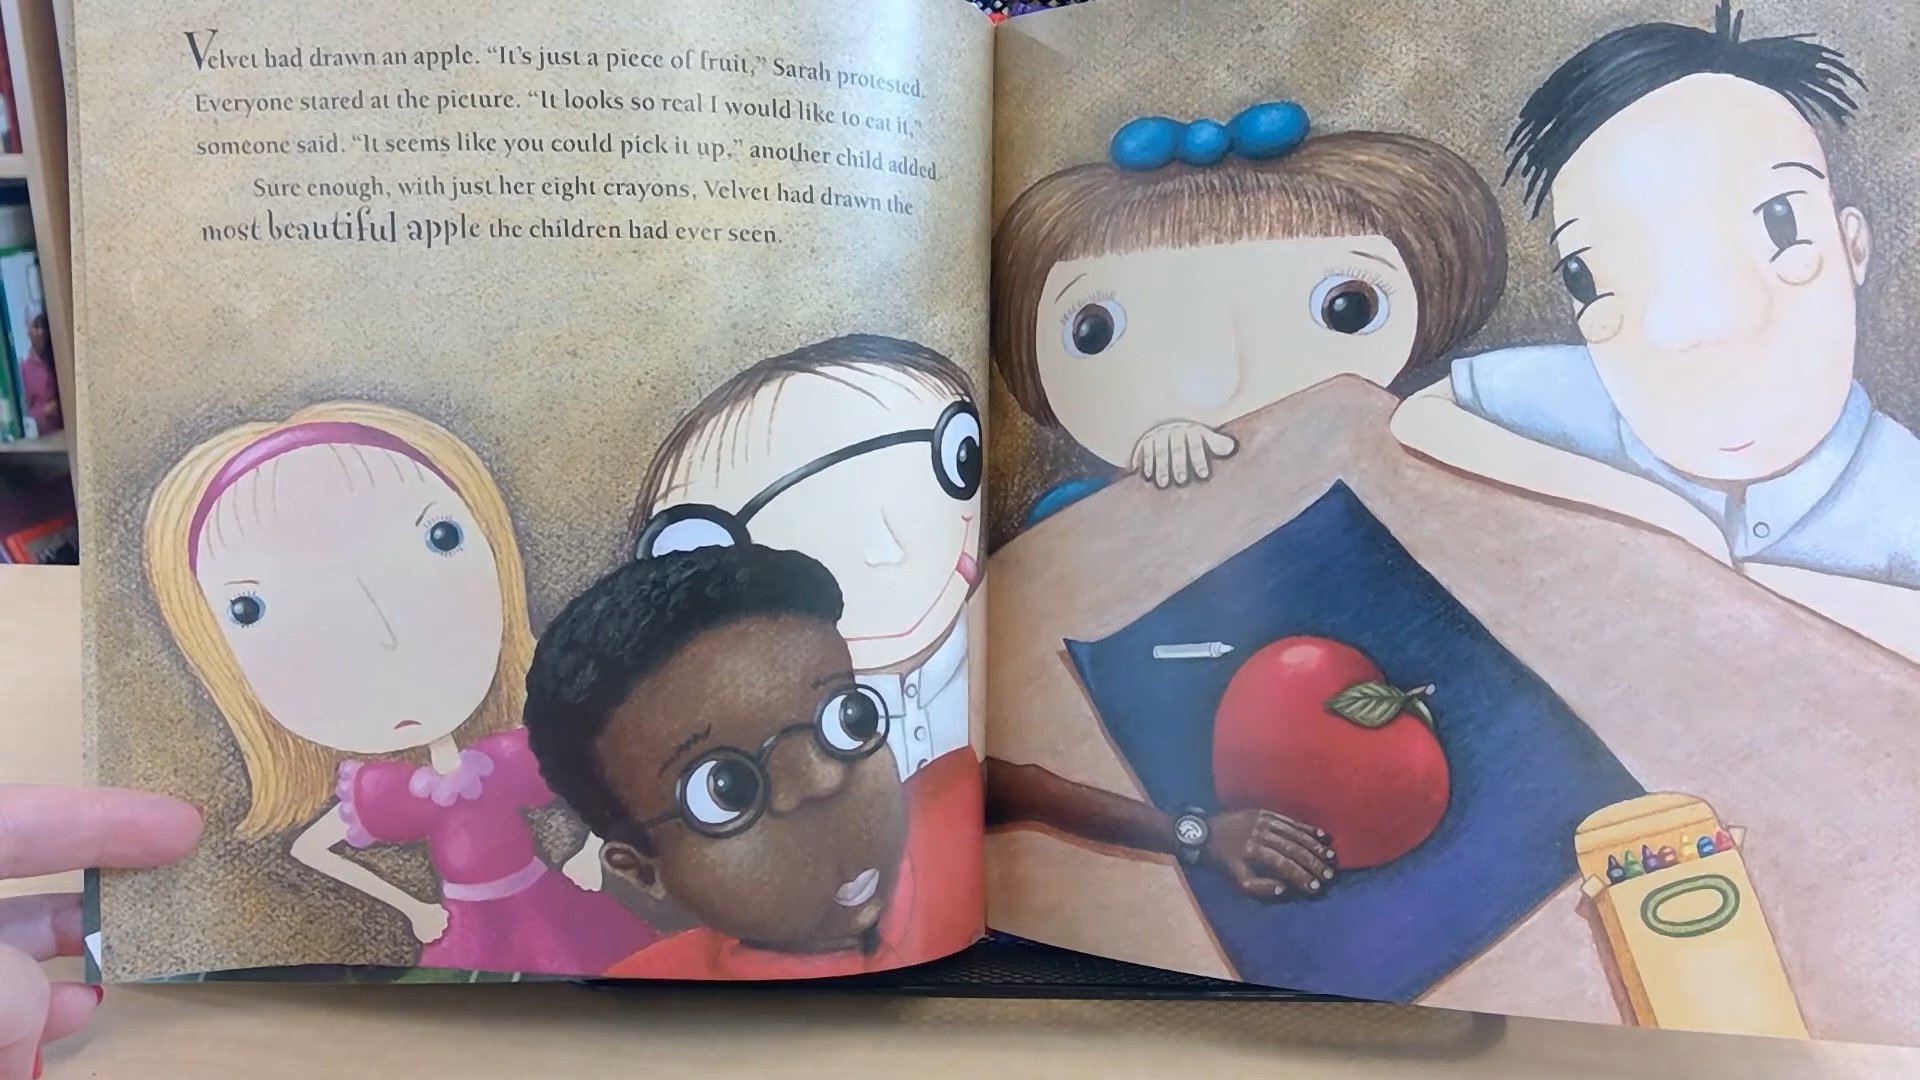 Velvet had drawn an apple. “It’s just a piece of fruit,” Sarah protested.
Everyone stared at the picture. “It looks so real I would like to eat it,”
someone said. “It seems like you could pick it up,” another child added.
Sure enough, with just her eight crayons, Velvet had drawn the
most beautiful apple the children had ever seen.